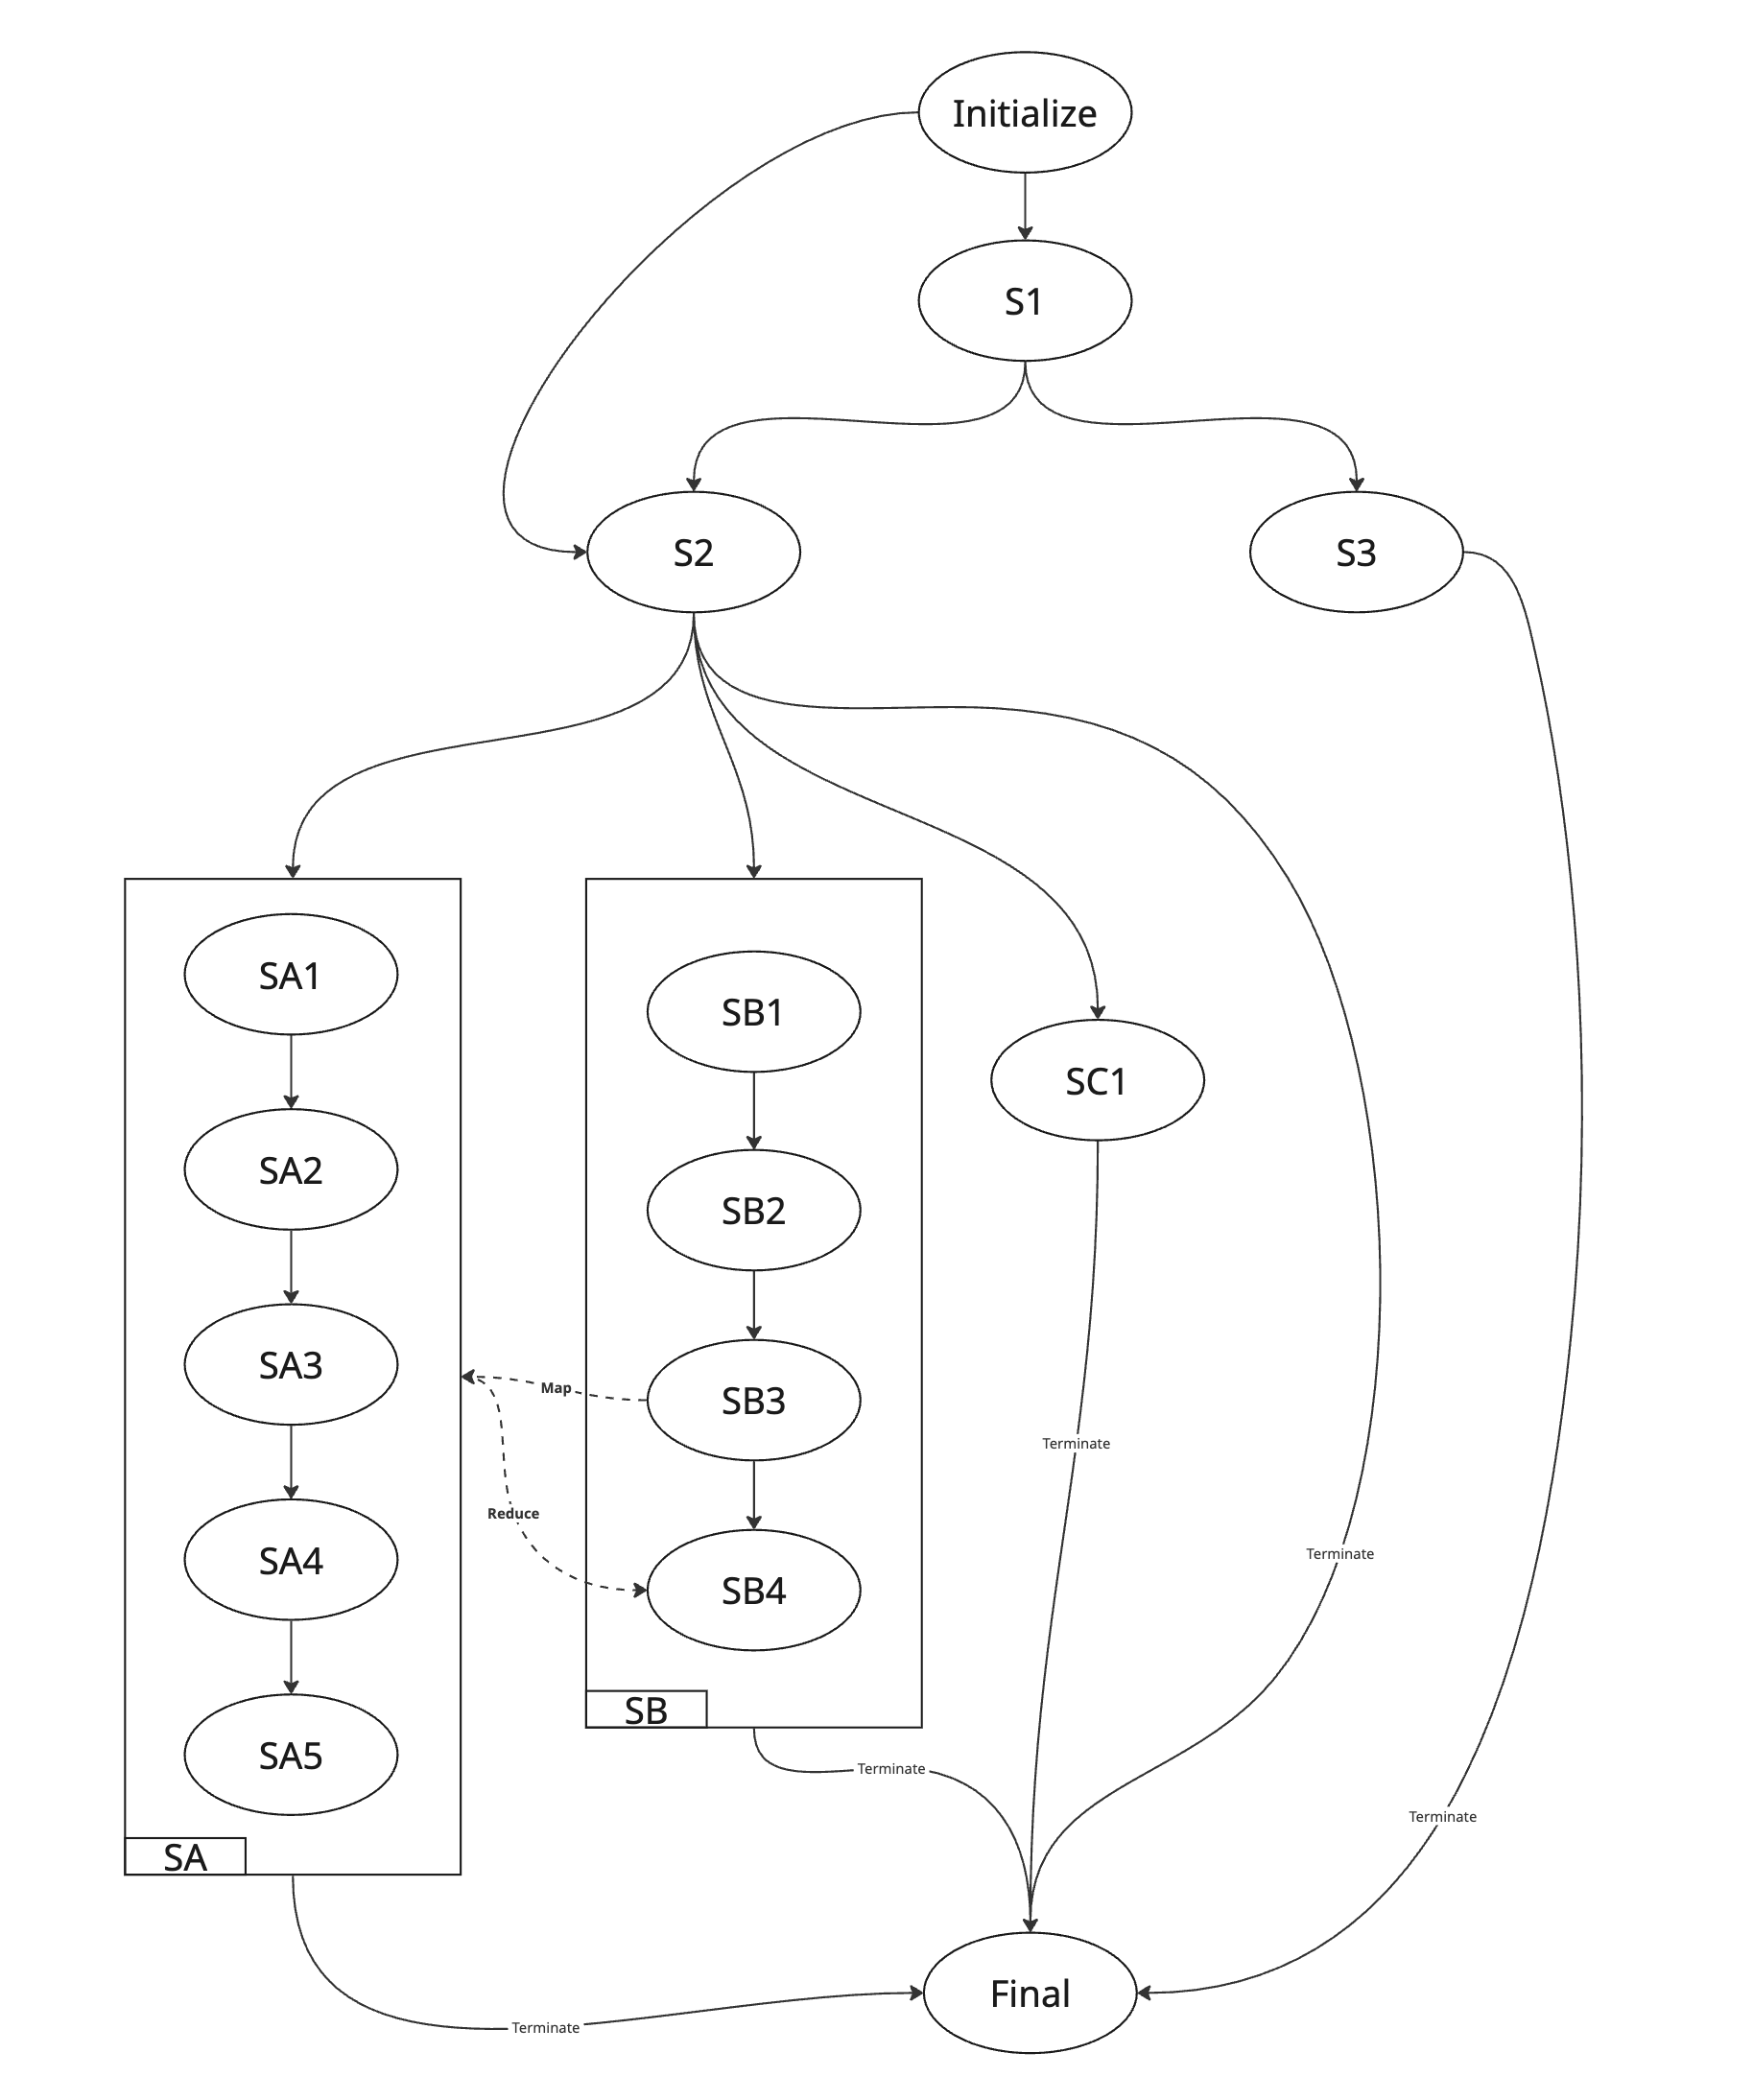 Initialize
S1
S2
S3
SA1
SA2
SA3
SA4
SA5
SA
SB1
SB2
SB3
SB4
SB
Map
Reduce
SC1
Terminate
Terminate
Terminate
Terminate
Terminate
Final